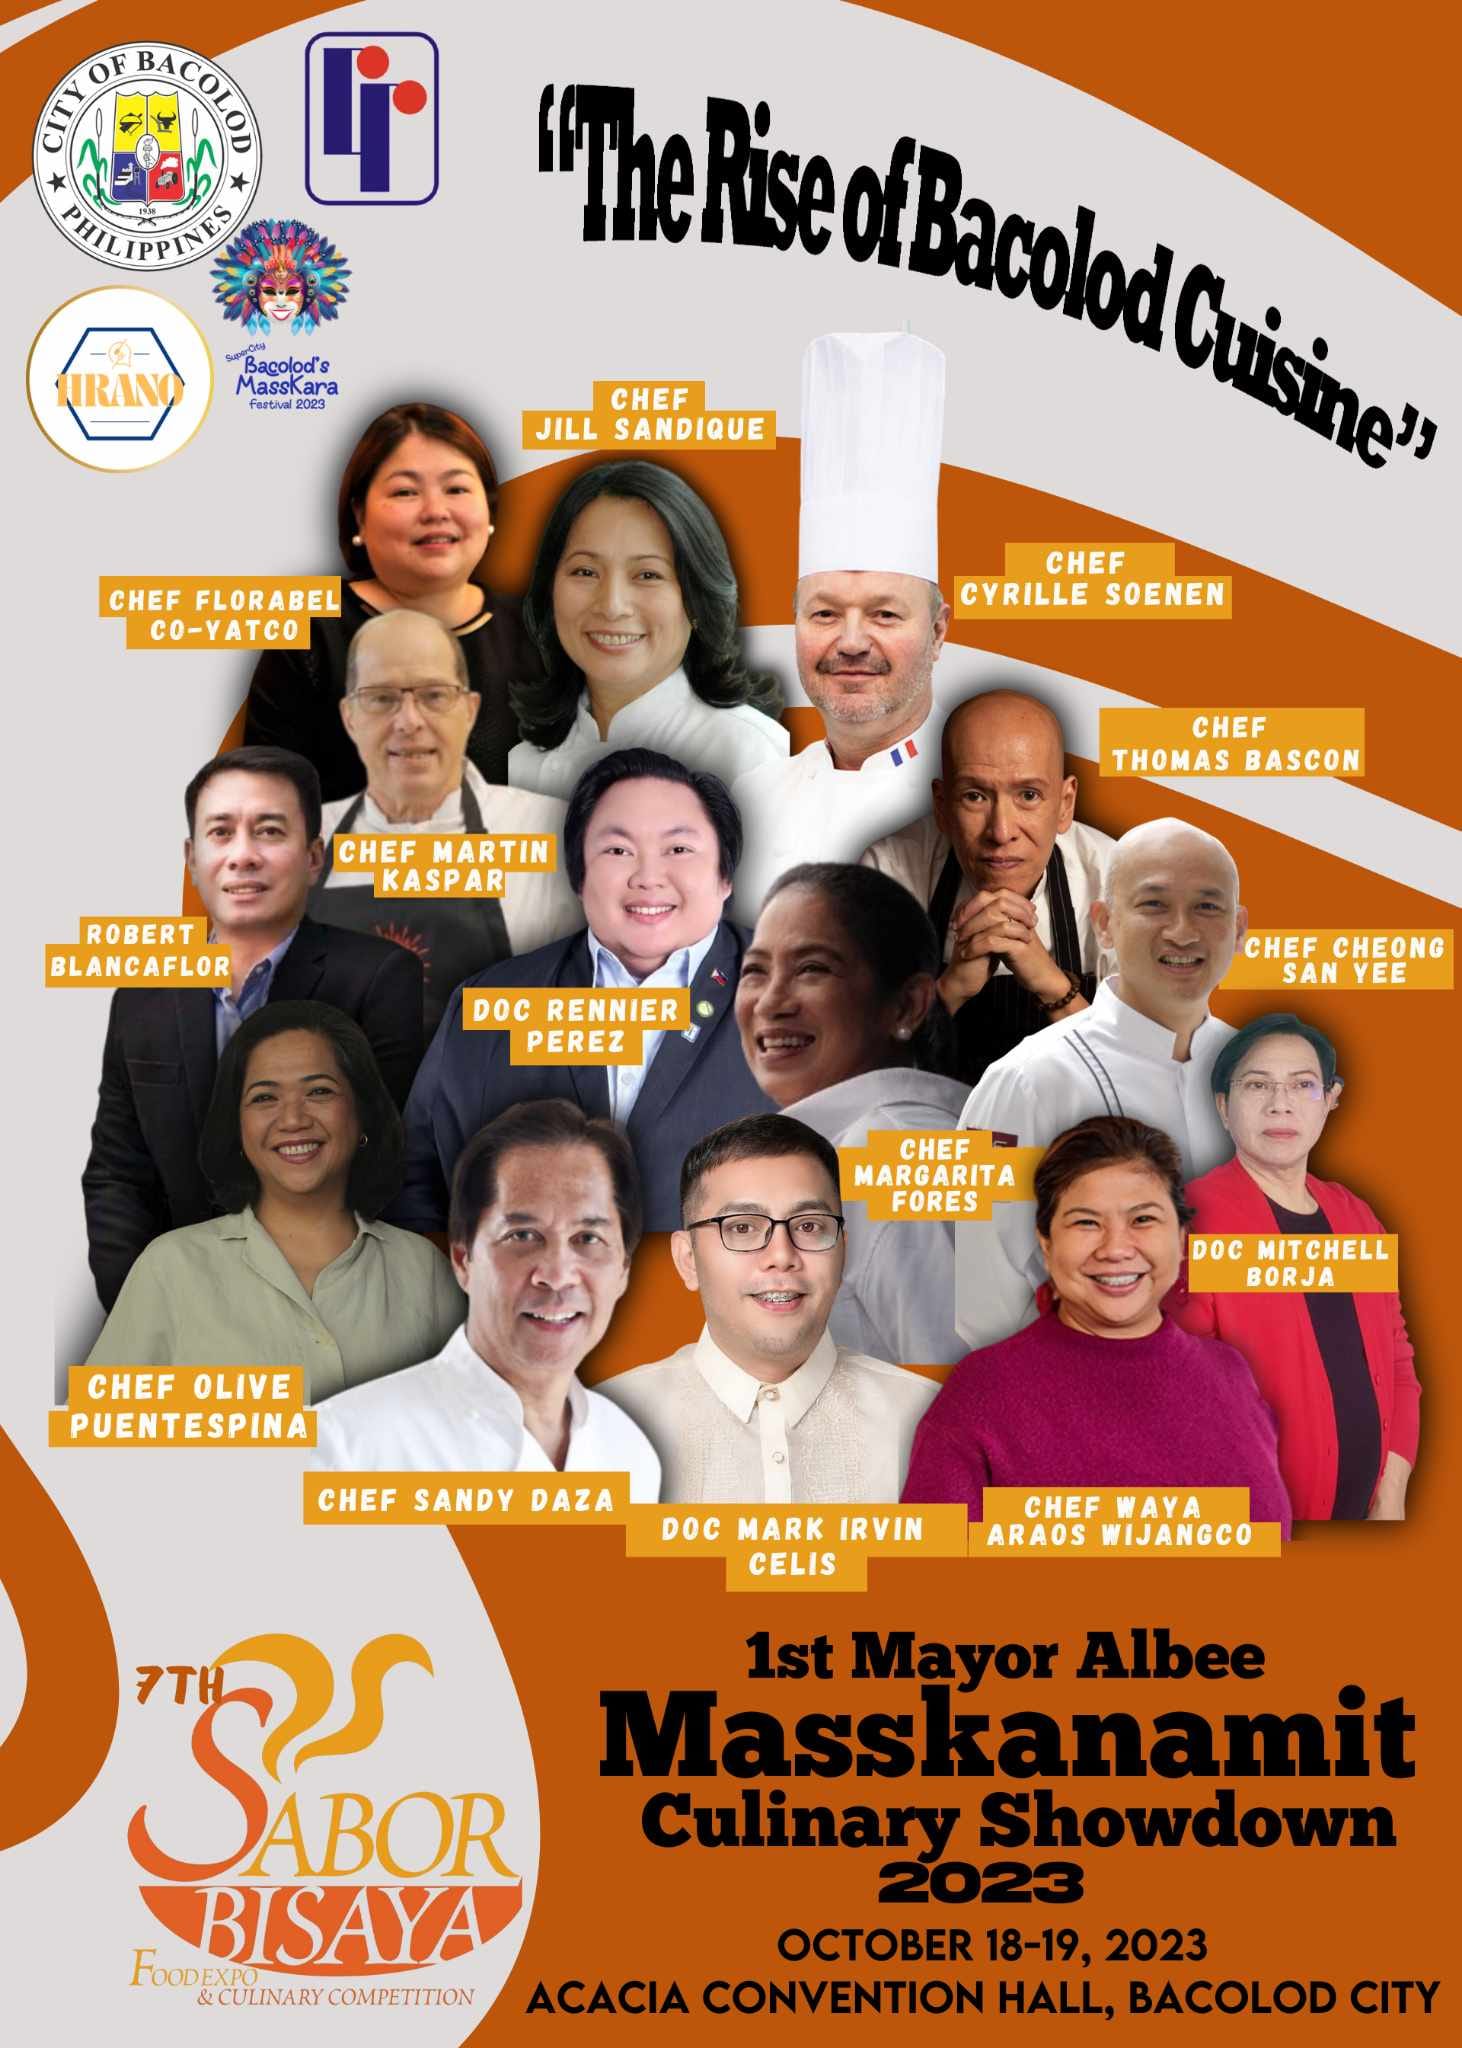 CITY OF BACOLOD
PHILIPPINES
1938
HRANO
SuperCity
Bacolod's
MassKara
Festival 2023
"The Rise of Bacolod Cuisine"
CHEF
JILL SANDIQUE
CHEF
CYRILLE SOENEN
CHEF FLORABEL
CO-YATCO
CHEF
THOMAS BASCON
CHEF MARTIN
KASPAR
ROBERT
BLANCAFLOR
CHEF CHEONG
SAN YEE
DOC RENNIER
PEREZ
CHEF
MARGARITA
FORES
DOC MITCHELL
BORJA
CHEF OLIVE
PUENTESPINA
CHEF SANDY DAZA
DOC MARK IRVIN
CELIS
CHEF WAYA
ARAOS WIJANGCO
7TH
SABOR
BISAYA
FOOD EXPO
& CULINARY COMPETITION
1st Mayor Albee
Masskanamit
Culinary Showdown
2023
OCTOBER 18-19, 2023
ACACIA CONVENTION HALL, BACOLOD CITY